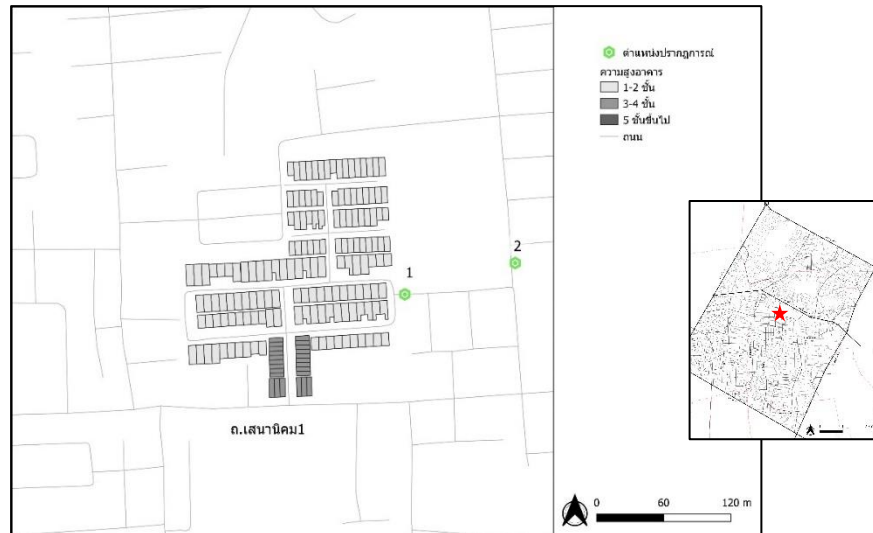 ตำแหน่งปรากฏการณ์
ความสูงอาคาร
1-2 ชั้น
3-4 ชั้น
5 ชั้นขึ้นไป
ถนน
1
2
ถ.เสนานิคม1
0 60 120 m